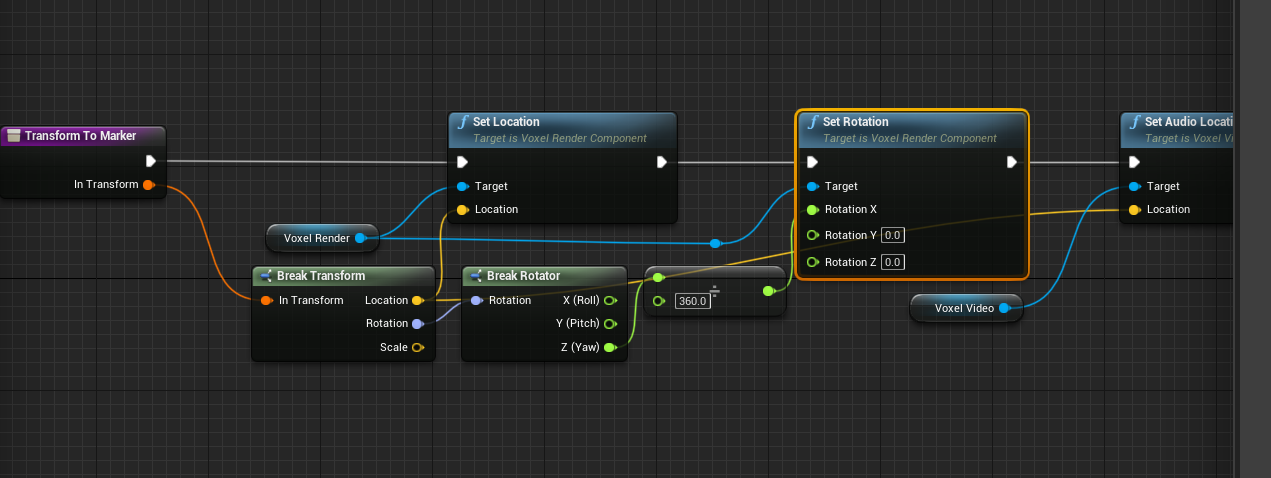 Transform To Marker
In Transform
Voxel Render
Set Location
Target is Voxel Render Component
Target
Location
Break Transform
In Transform
Location
Rotation
Scale
Break Rotator
Rotation
X (Roll)
Y (Pitch)
Z (Yaw)
÷
360.0
Set Rotation
Target is Voxel Render Component
Target
Rotation X
Rotation Y 0.0
Rotation Z 0.0
Voxel Video
Set Audio Locati
Target is Voxel Vi
Target
Location